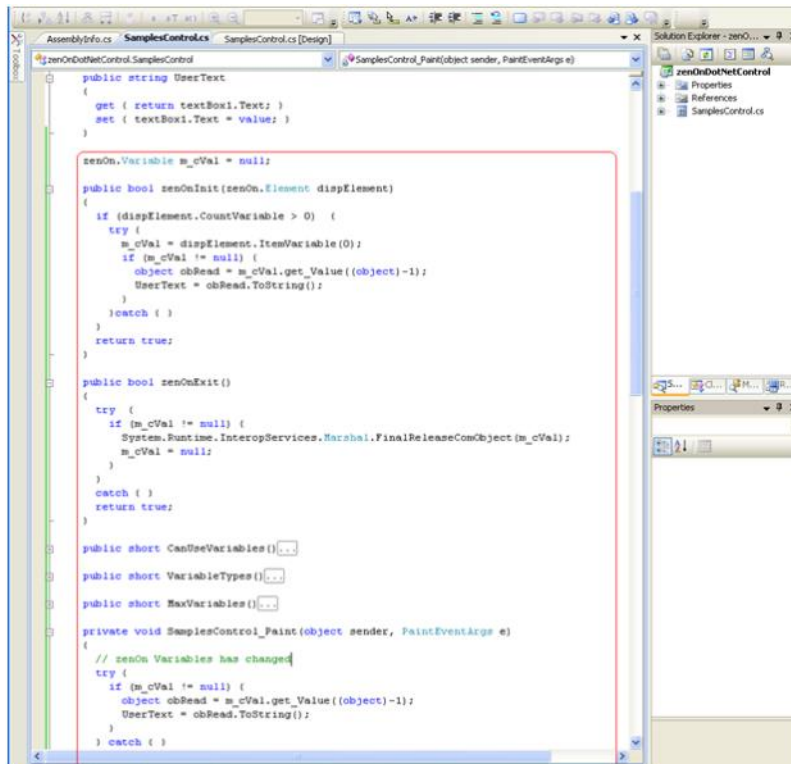 AssemblyInfo.cs SamplesControl.cs SamplesControl.cs [Design]
Solution Explorer - zenO...
zenOnDotNetControl.SamplesControl
SamplesControl_Paint(object sender, PaintEventArgs e)
Toolbox
zenOnDotNetControl
Properties
References
SamplesControl.cs
public string UserText
{
get { return textBox1.Text; }
set { textBox1.Text = value; }
}
zenOn.Variable m_cVal = null;
public bool zenOnInit(zenOn.Element dispElement)
{
if (dispElement.CountVariable > 0) {
try {
m_cVal = dispElement.ItemVariable(0);
if (m_cVal != null) {
object obRead = m_cVal.get_Value((object)-1);
UserText = obRead.ToString();
}
}catch { }
}
return true;
}
public bool zenOnExit()
{
try {
if (m_cVal != null) {
System.Runtime.InteropServices.Marshal.FinalReleaseComObject(m_cVal);
m_cVal = null;
}
}
catch { }
return true;
}
public short CanUseVariables()...
public short VariableTypes()...
public short MaxVariables()...
private void SamplesControl_Paint(object sender, PaintEventArgs e)
{
// zenOn Variables has changed
try {
if (m_cVal != null) {
object obRead = m_cVal.get_Value((object)-1);
UserText = obRead.ToString();
}
} catch { }
S... C... M... R...
Properties